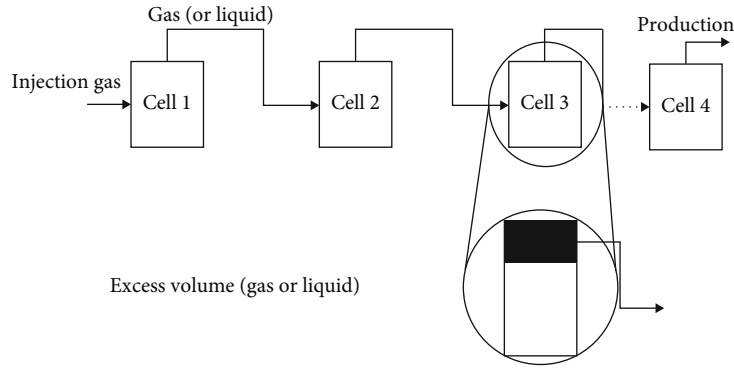 Gas (or liquid)
Production
Injection gas
Cell 1
Cell 2
Cell 3
Cell 4
Excess volume (gas or liquid)